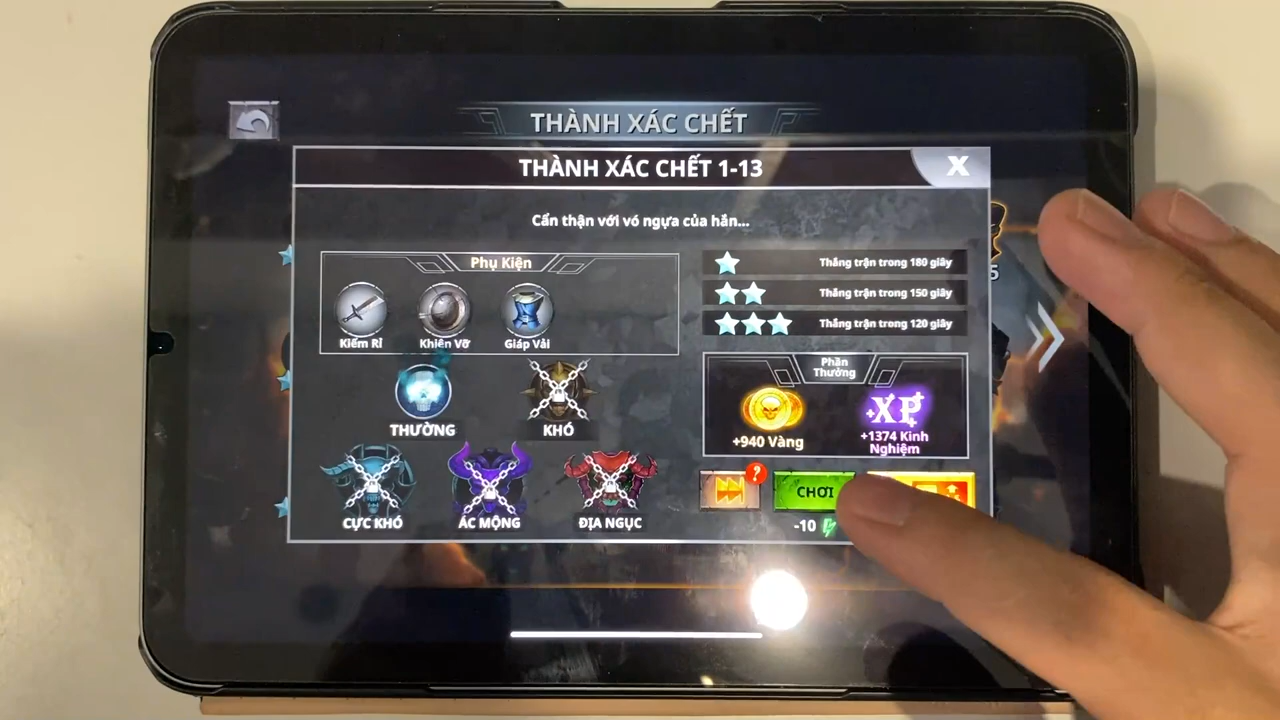 THÀNH XÁC CHẾT
THÀNH XÁC CHẾT 1-13
X
Cẩn thận với vó ngựa của hắn...
Phụ Kiện
Kiếm Rỉ
Khiên Vỡ
Giáp Vải
Thắng trận trong 180 giây
Thắng trận trong 150 giây
Thắng trận trong 120 giây
THƯỜNG
KHÓ
CỰC KHÓ
ÁC MỘNG
ĐỊA NGỤC
Phần
Thưởng
XP
+940 Vàng
+1374 Kinh
Nghiệm
?
CHƠI
-10
5